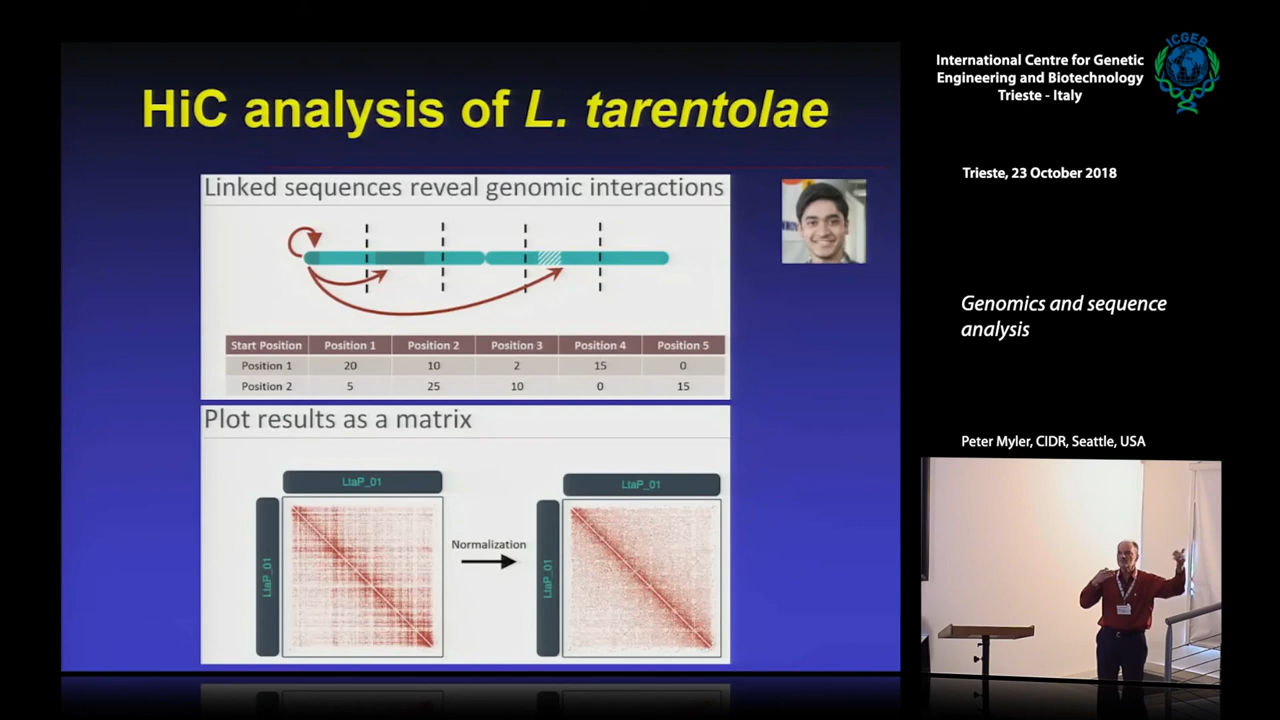 HiC analysis of L. tarentolae
Linked sequences reveal genomic interactions
Start Position Position 1 Position 2 Position 3 Position 4 Position 5
Position 1 20 10 2 15 0
Position 2 5 25 10 0 15
Plot results as a matrix
LtaP_01
LtaP_01
Normalization
LtaP_01
LtaP_01
International Centre for Genetic
Engineering and Biotechnology
Trieste - Italy
ICGEB
Trieste, 23 October 2018
Genomics and sequence
analysis
Peter Myler, CIDR, Seattle, USA